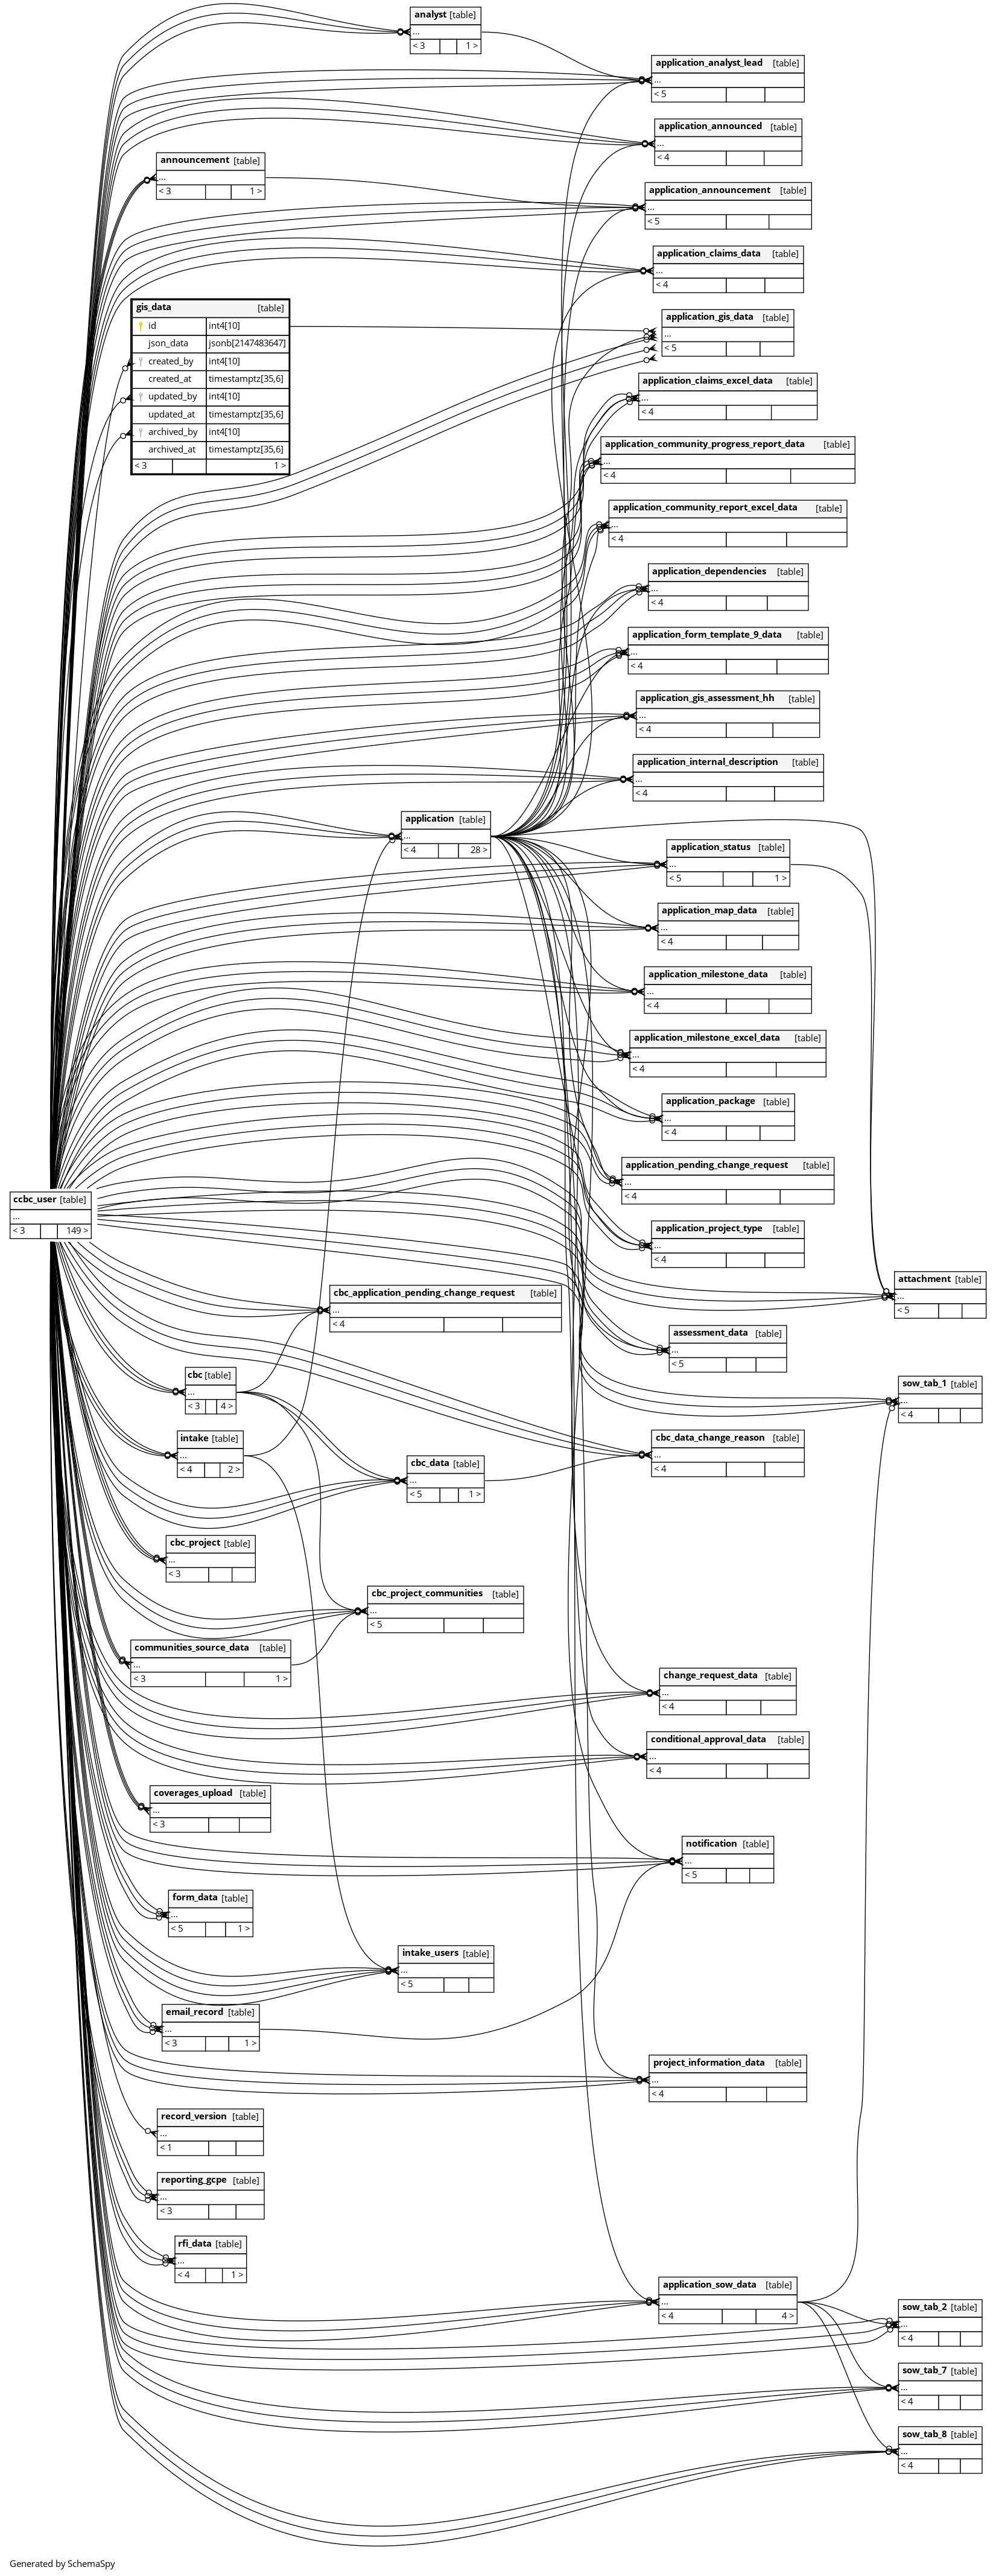 analyst [table]
...
< 3 1 >
application_analyst_lead [table]
...
< 5
application_announced [table]
...
< 4
announcement [table]
...
< 3 1 >
application_announcement [table]
...
< 5
application_claims_data [table]
...
< 4
gis_data [table]
id int4[10]
json_data jsonb[2147483647]
created_by int4[10]
created_at timestamptz[35,6]
updated_by int4[10]
updated_at timestamptz[35,6]
archived_by int4[10]
archived_at timestamptz[35,6]
< 3 1 >
application_gis_data [table]
...
< 5
application_claims_excel_data [table]
...
< 4
application_community_progress_report_data [table]
...
< 4
application_community_report_excel_data [table]
...
< 4
application_dependencies [table]
...
< 4
application_form_template_9_data [table]
...
< 4
application_gis_assessment_hh [table]
...
< 4
application_internal_description [table]
...
< 4
application [table]
...
< 4 28 >
application_status [table]
...
< 5 1 >
application_map_data [table]
...
< 4
application_milestone_data [table]
...
< 4
application_milestone_excel_data [table]
...
< 4
application_package [table]
...
< 4
application_pending_change_request [table]
...
< 4
ccbc_user [table]
...
< 3 149 >
application_project_type [table]
...
< 4
attachment [table]
...
< 5
cbc_application_pending_change_request [table]
...
< 4
assessment_data [table]
...
< 5
cbc [table]
...
< 3 4 >
sow_tab_1 [table]
...
< 4
intake [table]
...
< 4 2 >
cbc_data_change_reason [table]
...
< 4
cbc_data [table]
...
< 5 1 >
cbc_project [table]
...
< 3
cbc_project_communities [table]
...
< 5
communities_source_data [table]
...
< 3 1 >
change_request_data [table]
...
< 4
conditional_approval_data [table]
...
< 4
coverages_upload [table]
...
< 3
notification [table]
...
< 5
form_data [table]
...
< 5 1 >
intake_users [table]
...
< 5
email_record [table]
...
< 3 1 >
project_information_data [table]
...
< 4
record_version [table]
...
< 1
reporting_gcpe [table]
...
< 3
rfi_data [table]
...
< 4 1 >
application_sow_data [table]
...
< 4 4 >
sow_tab_2 [table]
...
< 4
sow_tab_7 [table]
...
< 4
sow_tab_8 [table]
...
< 4
Generated by SchemaSpy